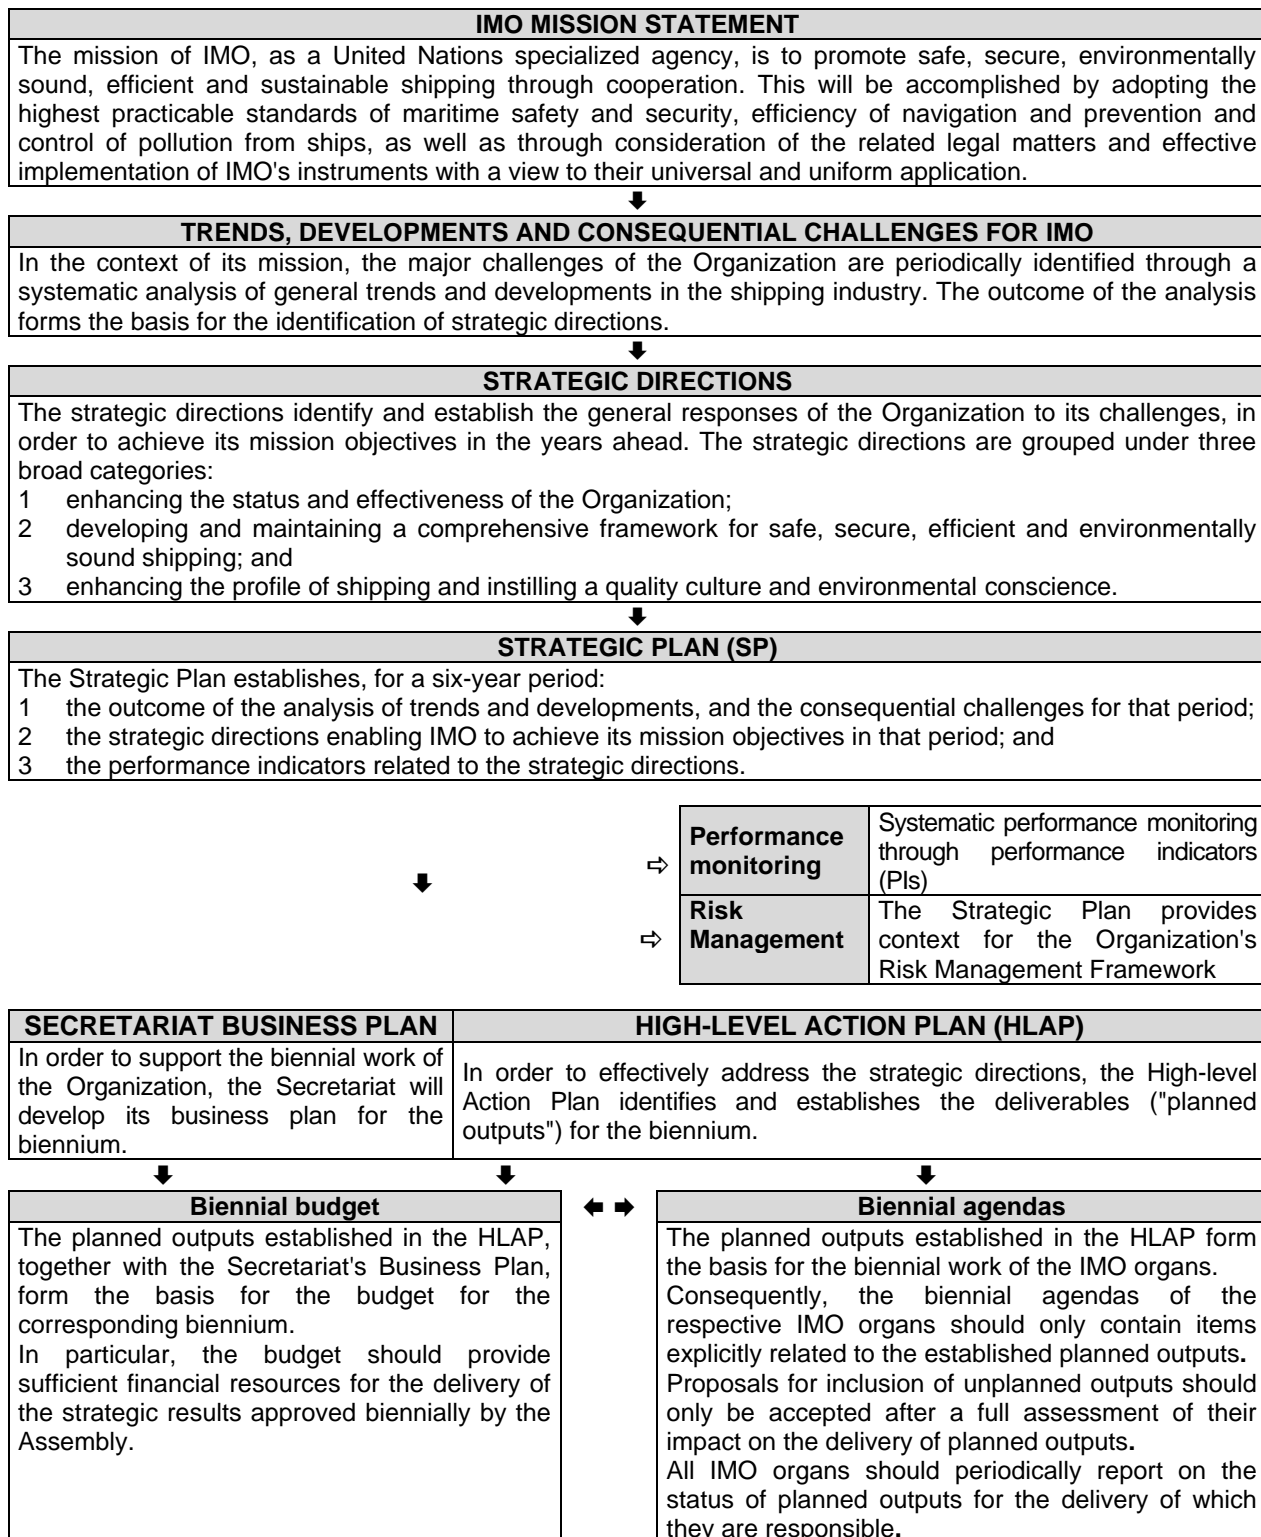 IMO MISSION STATEMENT
The mission of IMO, as a United Nations specialized agency, is to promote safe, secure, environmentally
sound, efficient and sustainable shipping through cooperation. This will be accomplished by adopting the
highest practicable standards of maritime safety and security, efficiency of navigation and prevention and
control of pollution from ships, as well as through consideration of the related legal matters and effective
implementation of IMO's instruments with a view to their universal and uniform application.
TRENDS, DEVELOPMENTS AND CONSEQUENTIAL CHALLENGES FOR IMO
In the context of its mission, the major challenges of the Organization are periodically identified through a
systematic analysis of general trends and developments in the shipping industry. The outcome of the analysis
forms the basis for the identification of strategic directions.
STRATEGIC DIRECTIONS
The strategic directions identify and establish the general responses of the Organization to its challenges, in
order to achieve its mission objectives in the years ahead. The strategic directions are grouped under three
broad categories:
1 enhancing the status and effectiveness of the Organization;
2 developing and maintaining a comprehensive framework for safe, secure, efficient and environmentally
sound shipping; and
3 enhancing the profile of shipping and instilling a quality culture and environmental conscience.
STRATEGIC PLAN (SP)
The Strategic Plan establishes, for a six-year period:
1 the outcome of the analysis of trends and developments, and the consequential challenges for that period;
2 the strategic directions enabling IMO to achieve its mission objectives in that period; and
3 the performance indicators related to the strategic directions.
Performance
monitoring
Systematic performance monitoring
through performance indicators
(PIs)
Risk
Management
The Strategic Plan provides
context for the Organization's
Risk Management Framework
SECRETARIAT BUSINESS PLAN
In order to support the biennial work of
the Organization, the Secretariat will
develop its business plan for the
biennium.
HIGH-LEVEL ACTION PLAN (HLAP)
In order to effectively address the strategic directions, the High-level
Action Plan identifies and establishes the deliverables ("planned
outputs") for the biennium.
Biennial budget
The planned outputs established in the HLAP,
together with the Secretariat's Business Plan,
form the basis for the budget for the
corresponding biennium.
In particular, the budget should provide
sufficient financial resources for the delivery of
the strategic results approved biennially by the
Assembly.
Biennial agendas
The planned outputs established in the HLAP form
the basis for the biennial work of the IMO organs.
Consequently, the biennial agendas of the
respective IMO organs should only contain items
explicitly related to the established planned outputs.
Proposals for inclusion of unplanned outputs should
only be accepted after a full assessment of their
impact on the delivery of planned outputs.
All IMO organs should periodically report on the
status of planned outputs for the delivery of which
they are responsible.